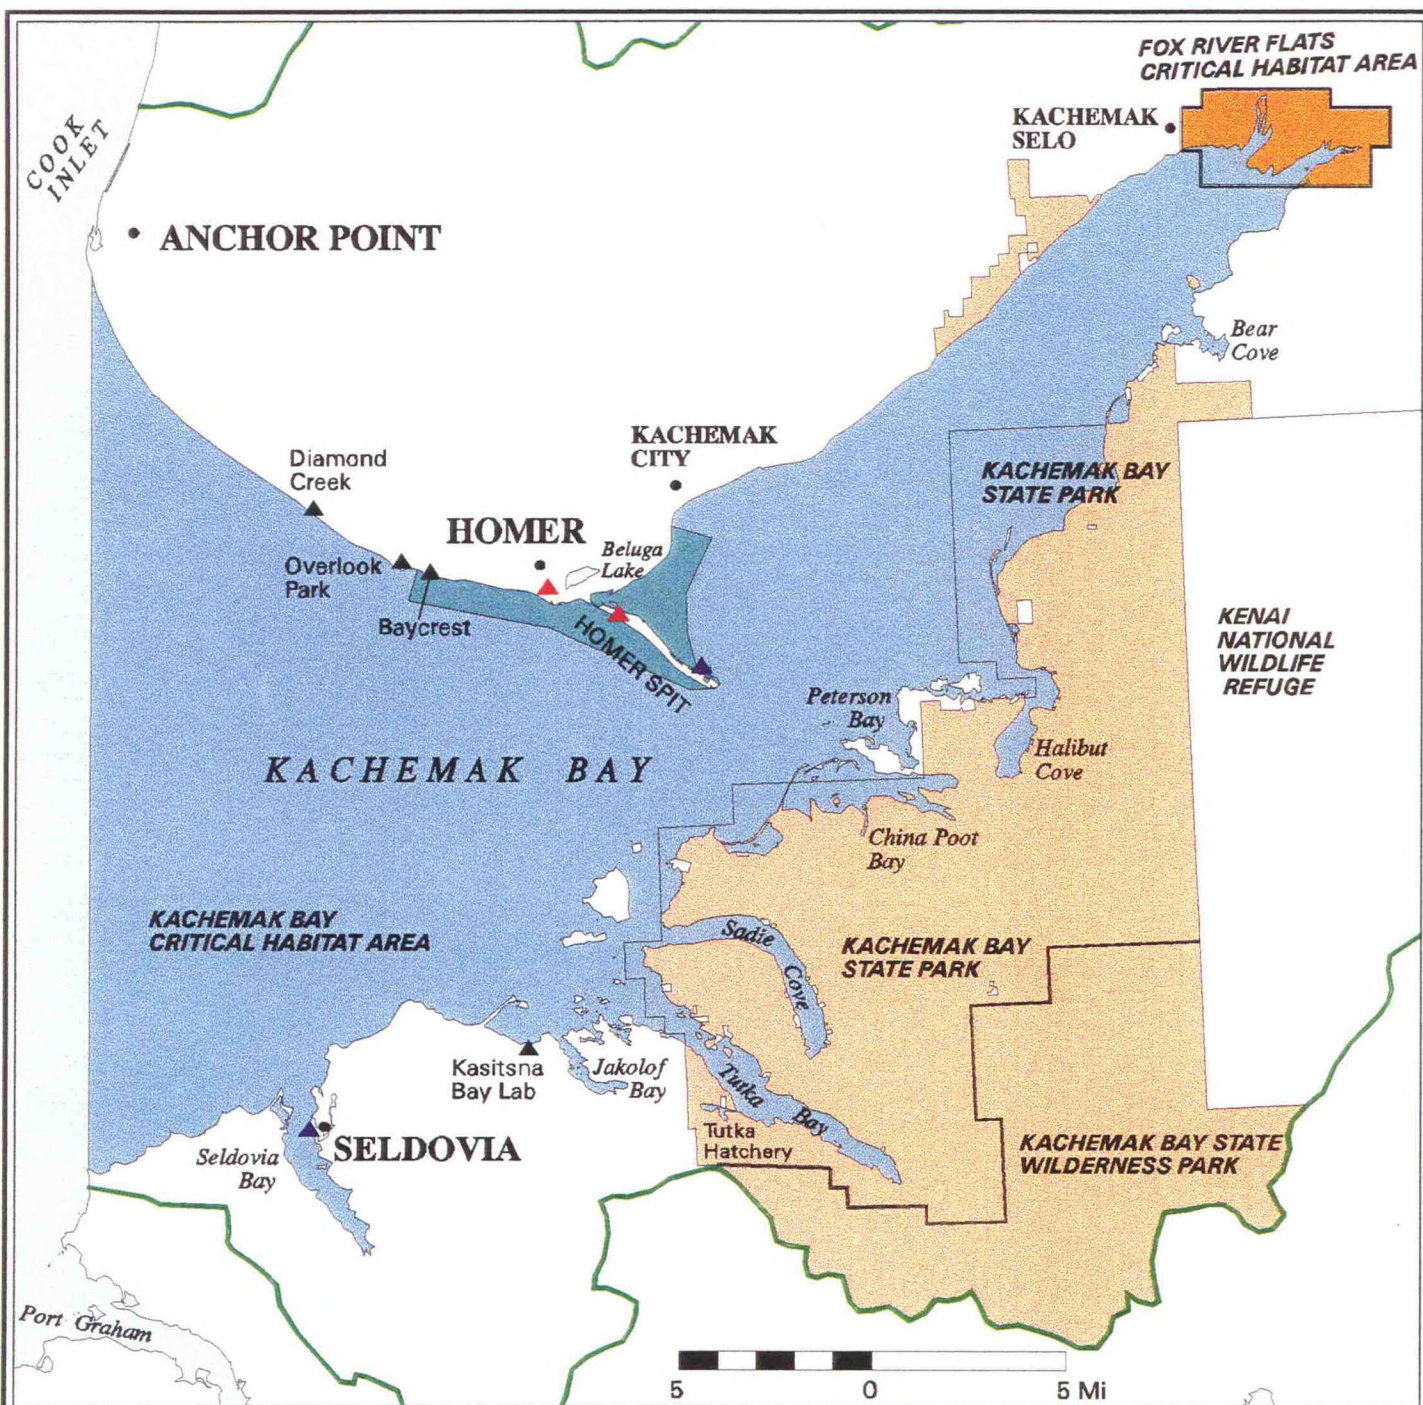 FOX RIVER FLATS
CRITICAL HABITAT AREA
KACHEMAK
SELO
COOK
INLET
ANCHOR POINT
Bear
Cove
KACHEMAK
CITY
Diamond
Creek
KACHEMAK BAY
STATE PARK
HOMER
Beluga
Lake
Overlook
Park
Baycrest
HOMER SPIT
KENAI
NATIONAL
WILDLIFE
REFUGE
Peterson
Bay
Halibut
Cove
KACHEMAK BAY
China Poot
Bay
KACHEMAK BAY
CRITICAL HABITAT AREA
Sadie
Cove
KACHEMAK BAY
STATE PARK
Kasitsna
Bay Lab
Jakolof
Bay
Tutka
Bay
Tutka
Hatchery
SELDOVIA
Seldovia
Bay
KACHEMAK BAY STATE
WILDERNESS PARK
Port Graham
5 0 5 Mi